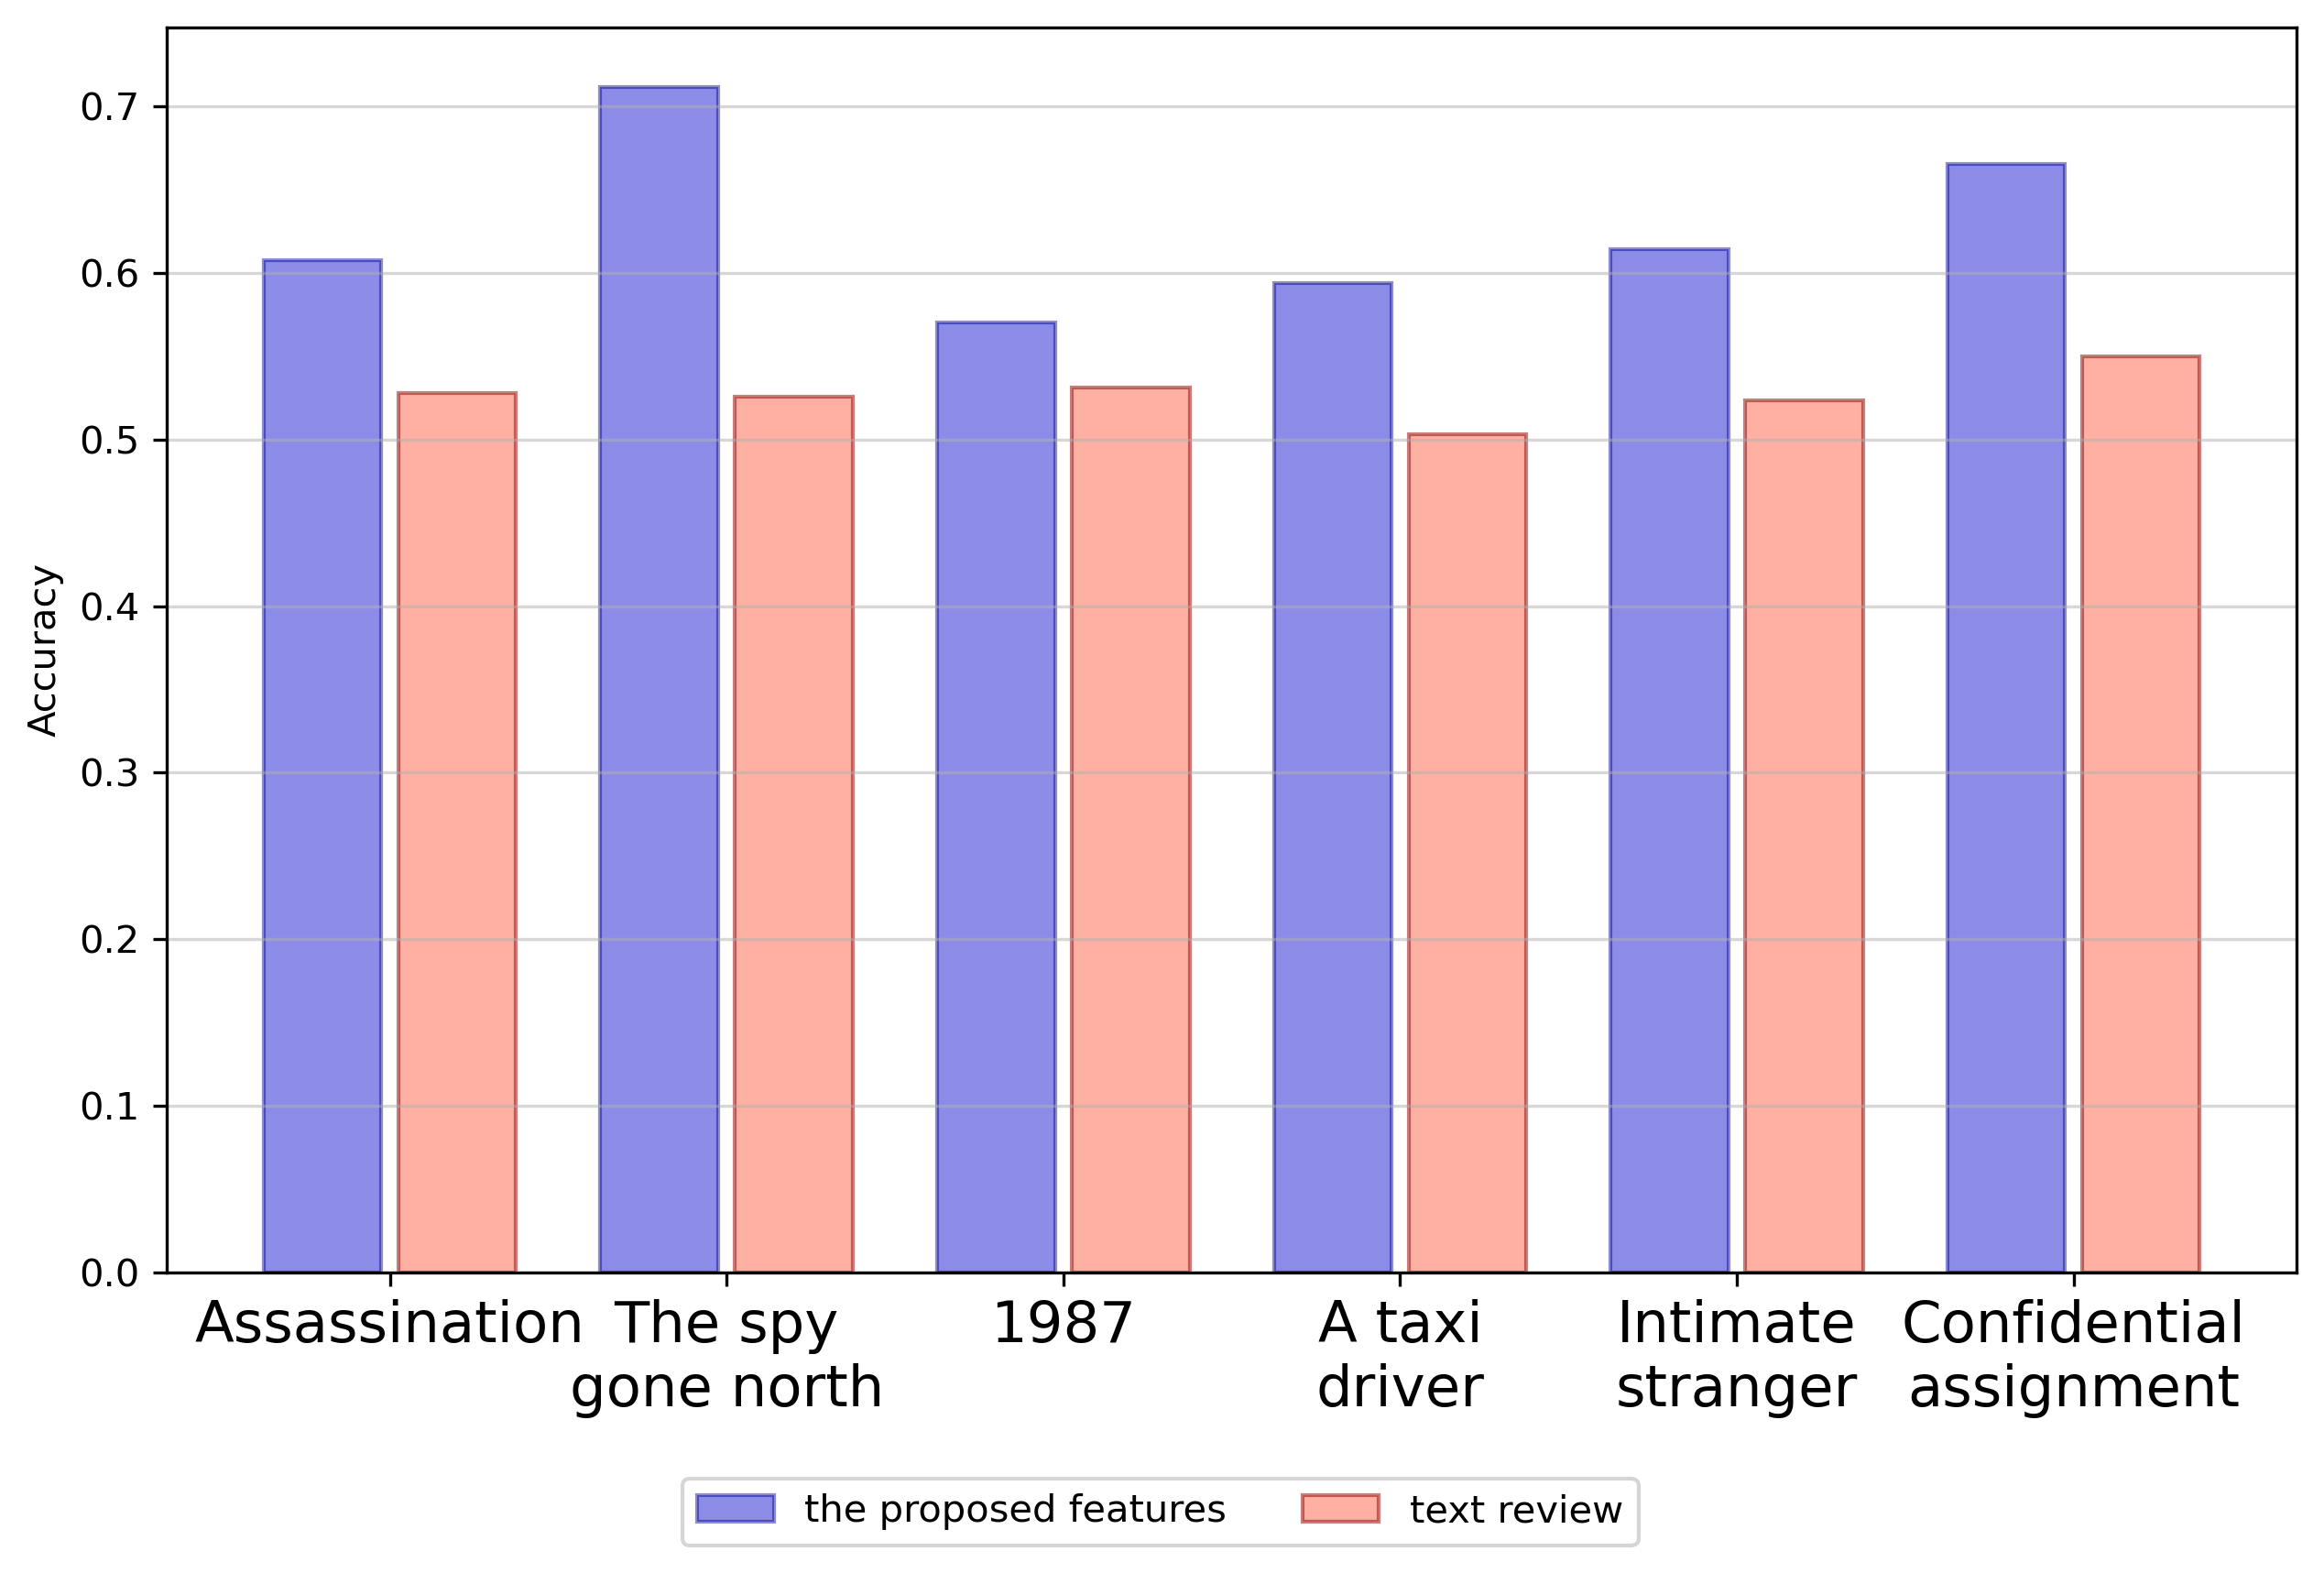 Accuracy
0.7
0.6
0.5
0.4
0.3
0.2
0.1
0.0
Assassination
The spy
gone north
1987
A taxi
driver
Intimate
stranger
Confidential
assignment
the proposed features
text review